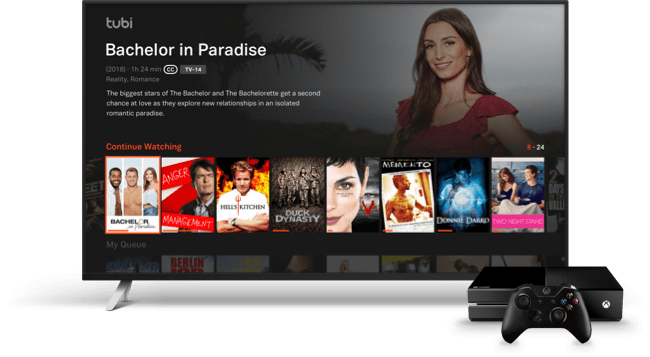 tubi
Bachelor in Paradise
(2018) · 1h 24 min CC TV-14
Reality, Romance
The biggest stars of The Bachelor and The Bachelorette get a second
chance at love as they explore new relationships in an isolated
romantic paradise.
Continue Watching
8 - 24
BACHELOR
in Paradise
ANGER
MANAGEMENT
HELL'S KITCHEN
DUCK
DYNASTY
V
MEMENTO
DONNIE DARKO
TWO NIGHT STAND
2
DAYS
VALL
My Queue
BERLIN